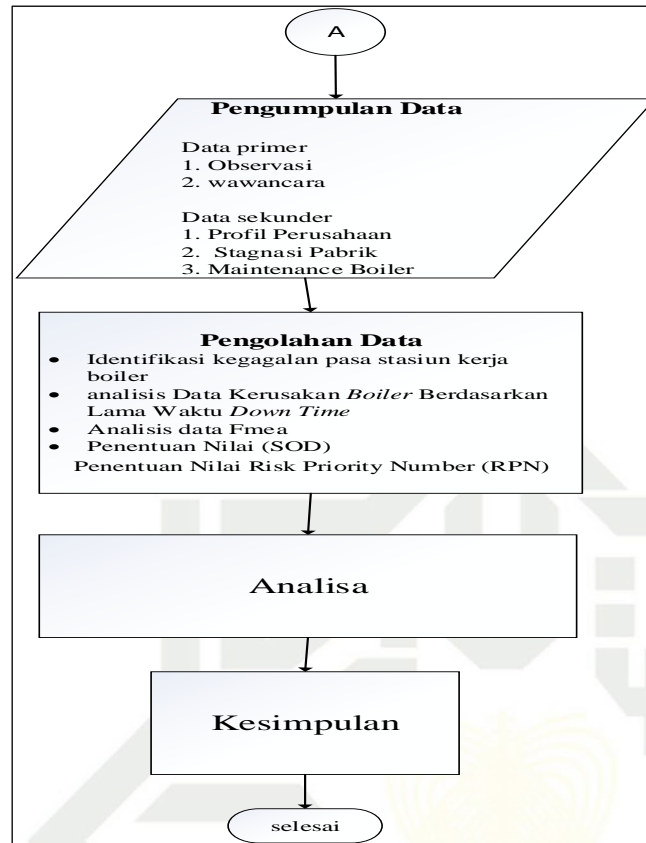 A
Pengumpulan Data
Data primer
1. Observasi
2. wawancara
Data sekunder
1. Profil Perusahaan
2. Stagnasi Pabrik
3. Maintenance Boiler
Pengolahan Data
• Identifikasi kegagalan pasa stasiun kerja
boiler
• analisis Data Kerusakan Boiler Berdasarkan
Lama Waktu Down Time
• Analisis data Fmea
• Penentuan Nilai (SOD)
Penentuan Nilai Risk Priority Number (RPN)
Analisa
Kesimpulan
selesai